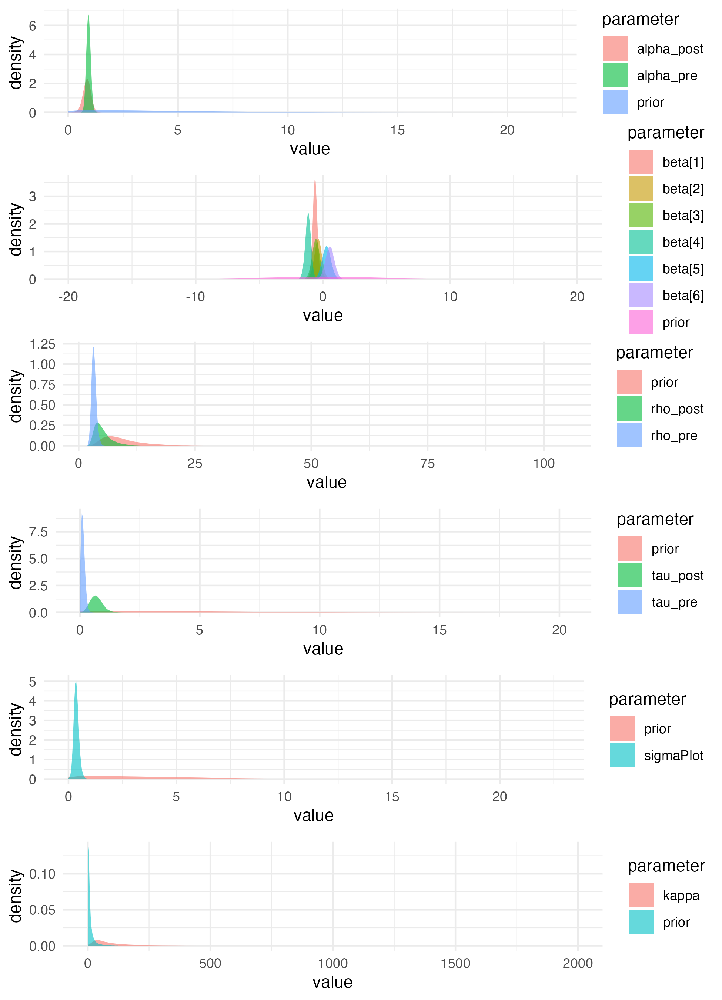 density
6
4
2
0
0 5 10 15 20
value
parameter
alpha_post
alpha_pre
prior
density
3
2
1
0
-20 -10 0 10 20
value
parameter
beta[1]
beta[2]
beta[3]
beta[4]
beta[5]
beta[6]
prior
density
1.25
1.00
0.75
0.50
0.25
0.00
0 25 50 75 100
value
parameter
prior
rho_post
rho_pre
density
7.5
5.0
2.5
0.0
0 5 10 15 20
value
parameter
prior
tau_post
tau_pre
density
5
4
3
2
1
0
0 5 10 15 20
value
parameter
prior
sigmaPlot
density
0.10
0.05
0.00
0 500 1000 1500 2000
value
parameter
kappa
prior